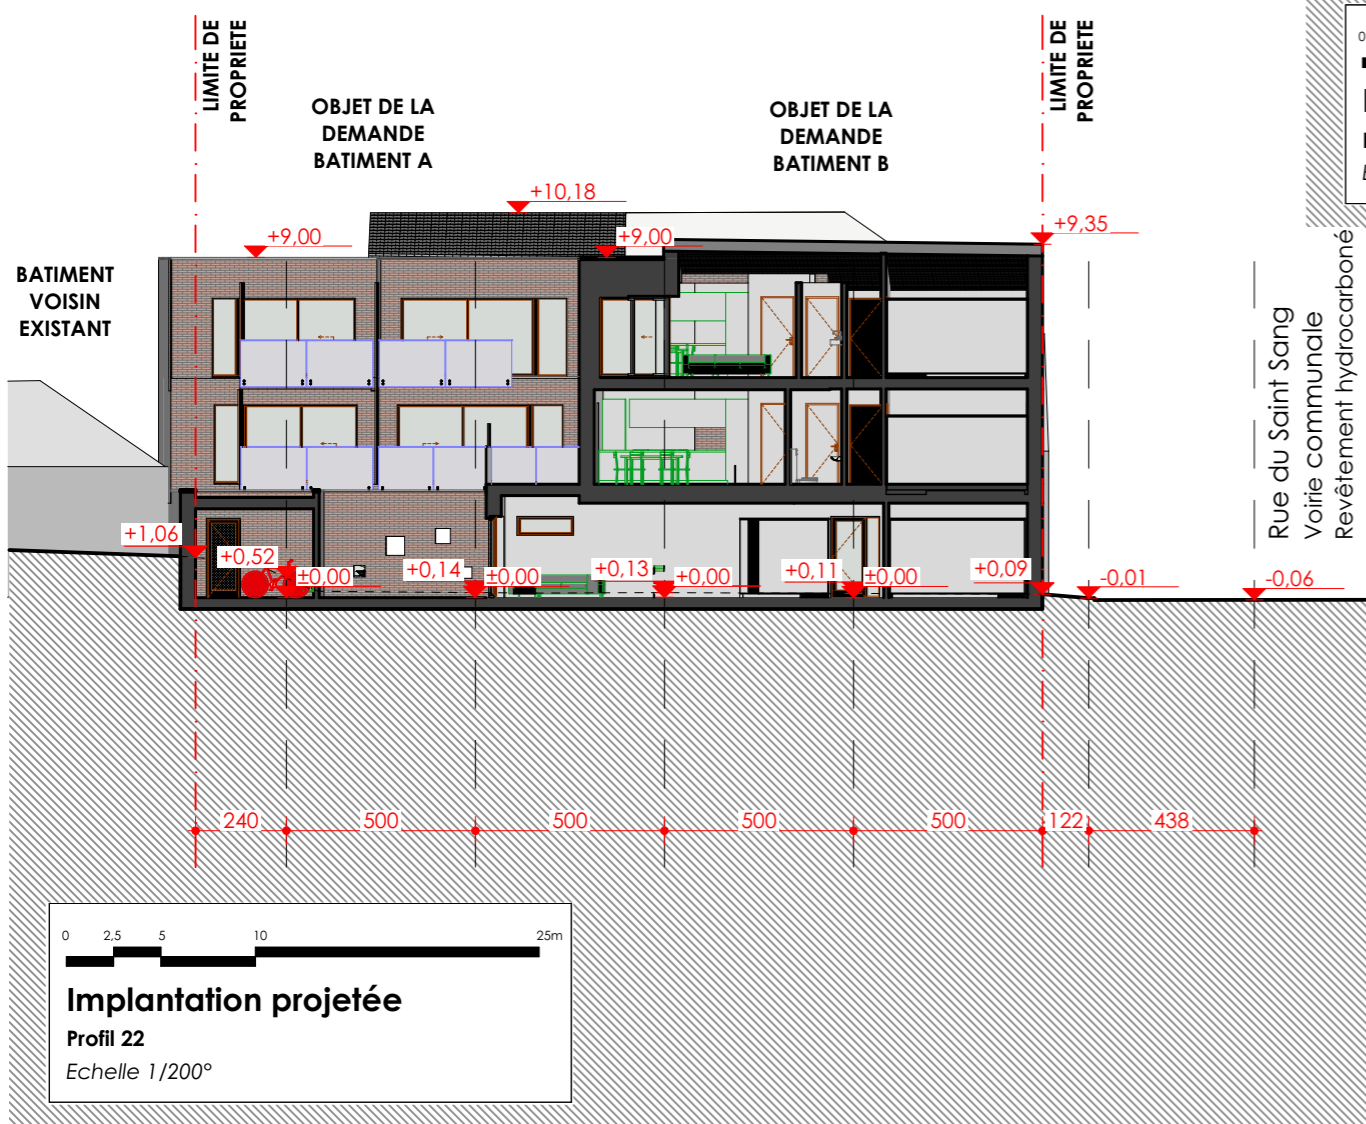 LIMITE DE
PROPRIETE
LIMITE DE
PROPRIETE
OBJET DE LA
DEMANDE
BATIMENT A
OBJET DE LA
DEMANDE
BATIMENT B
+10,18
+9,00
+9,00
+9,35
BATIMENT
VOISIN
EXISTANT
Rue du Saint Sang
Voirie communale
Revêtement hydrocarboné
+1,06
+0,52
±0,00
+0,14
±0,00
+0,13
+0,00
+0,11
±0,00
+0,09
-0,01
-0,06
240
500
500
500
500
122
438
0 2,5 5 10 25m
Implantation projetée
Profil 22
Echelle 1/200°
0